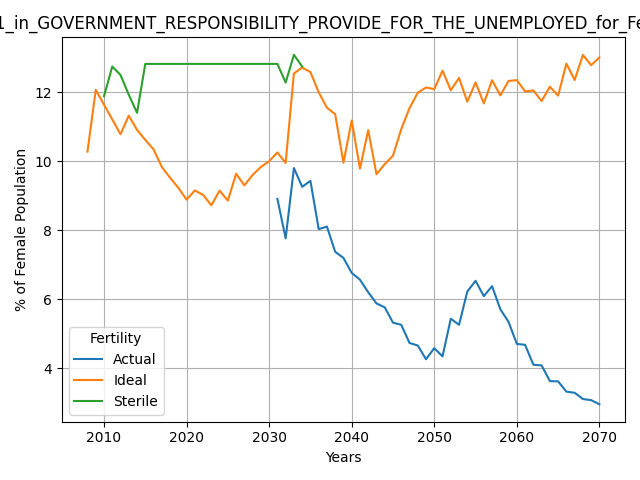 1_in_GOVERNMENT_RESPONSIBILITY_PROVIDE_FOR_THE_UNEMPLOYED_for_Fe
12
10
8
6
4
% of Female Population
Fertility
Actual
Ideal
Sterile
2010 2020 2030 2040 2050 2060 2070
Years